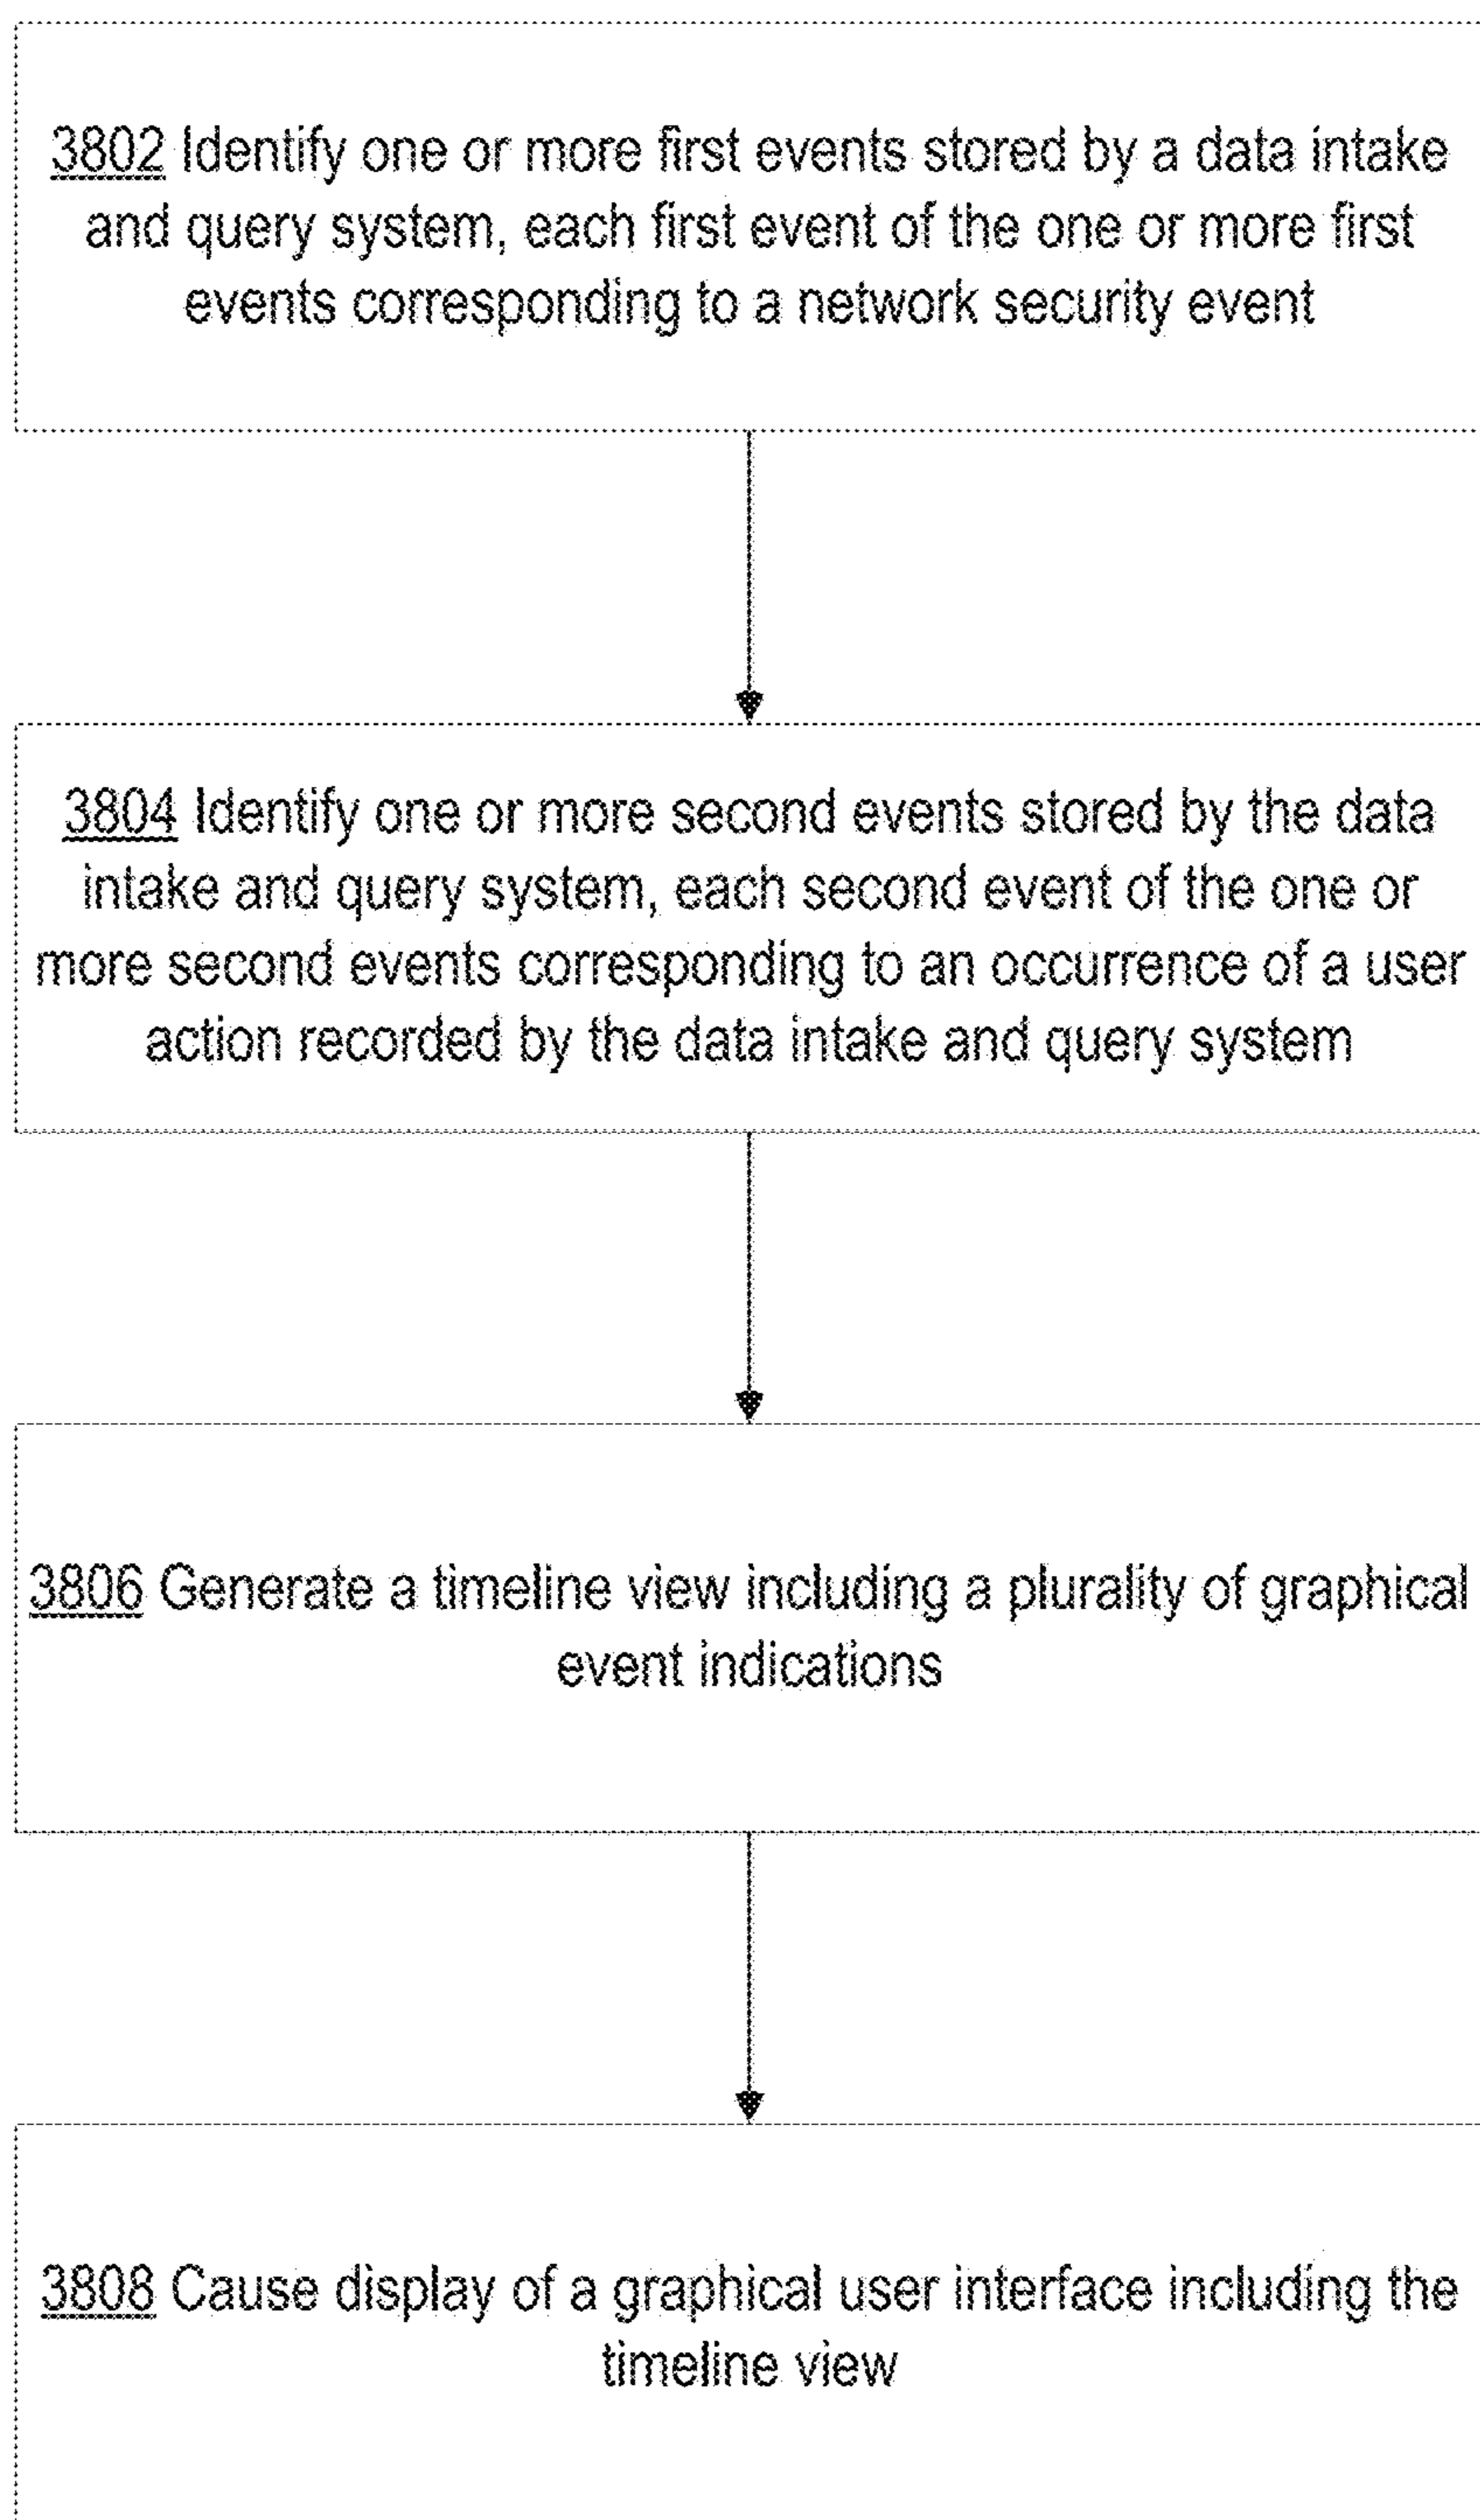 3802 Identify one or more first events stored by a data intake
and query system, each first event of the one or more first
events corresponding to a network security event
3804 Identify one or more second events stored by the data
intake and query system, each second event of the one or
more second events corresponding to an occurrence of a user
action recorded by the data intake and query system
3806 Generate a timeline view including a plurality of graphical
event indications
3808 Cause display of a graphical user interface including the
timeline view